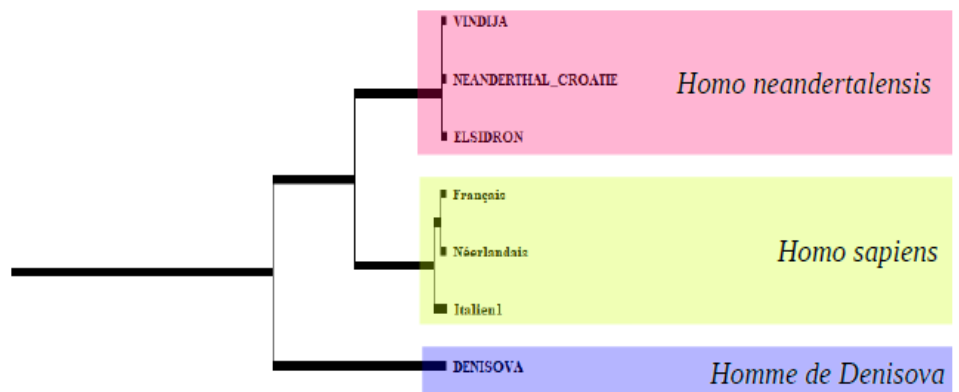 VINDIJA
NEANDERTHAL_CROATIE
Homo neandertalensis
ELSIDRON
Français
Néerlandais
Homo sapiens
Italien1
DENISOVA
Homme de Denisova